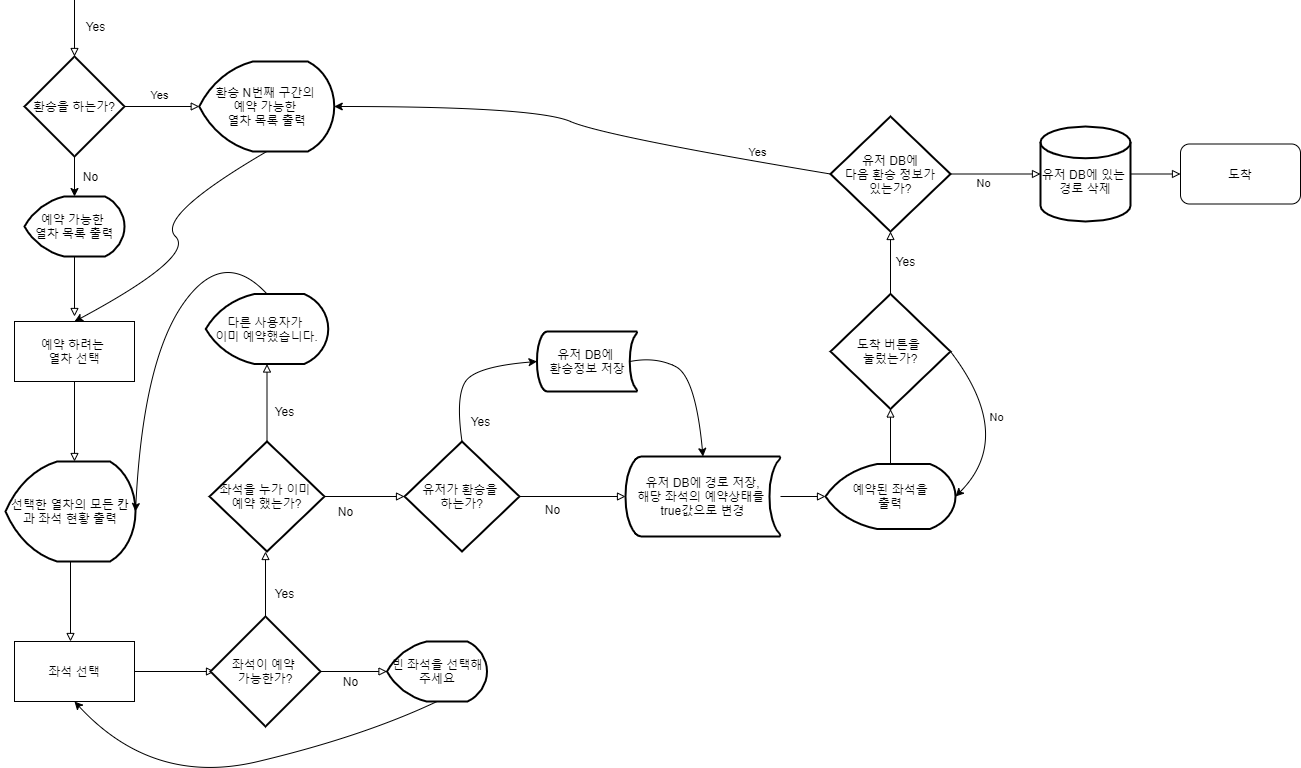 Yes
환승을 하는가?
Yes
환승 N번째 구간의
예약 가능한
열차 목록 출력
No
예약 가능한
열차 목록 출력
예약 하려는
열차 선택
선택한 열차의 모든 칸
과 좌석 현황 출력
좌석 선택
다른 사용자가
이미 예약했습니다.
Yes
좌석을 누가 이미
예약 했는가?
No
Yes
좌석이 예약
가능한가?
No
빈 좌석을 선택해
주세요
유저가 환승을
하는가?
Yes
No
유저 DB에
환승정보 저장
유저 DB에 경로 저장,
해당 좌석의 예약상태를
true값으로 변경
예약된 좌석을
출력
도착 버튼을
눌렀는가?
No
Yes
유저 DB에
다음 환승 정보가
있는가?
Yes
No
유저 DB에 있는
경로 삭제
도착